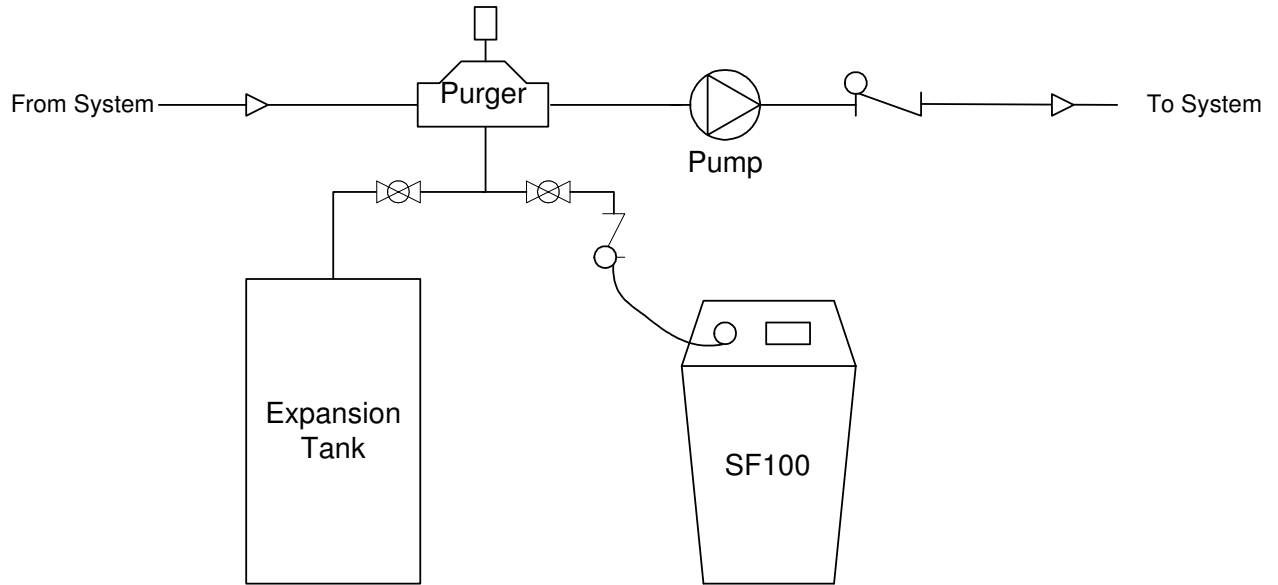 Purger
From System
To System
Pump
Expansion
Tank
SF100